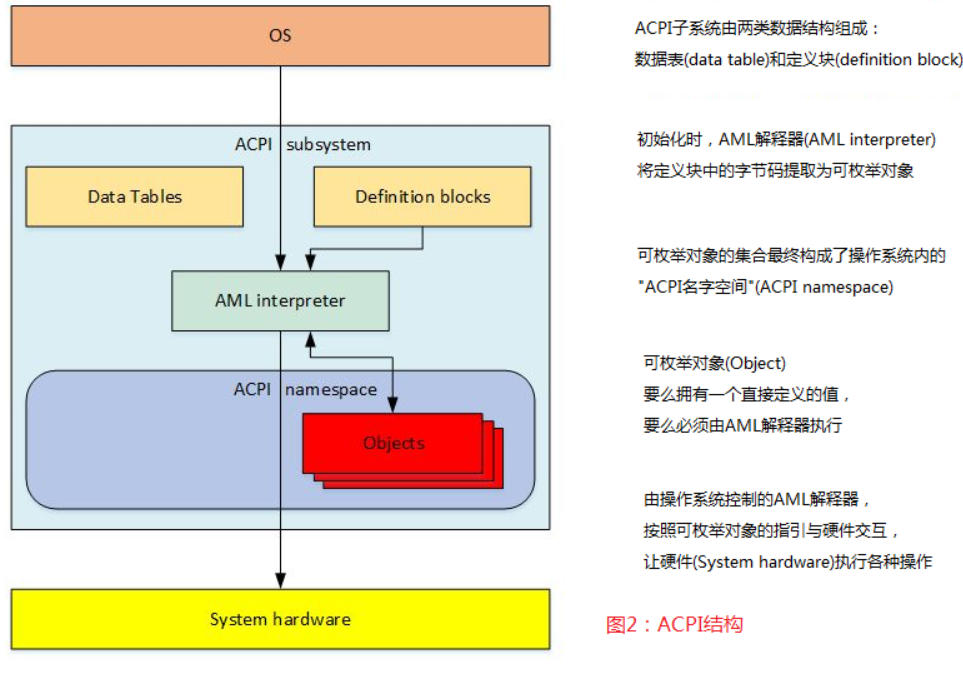 OS
ACPI subsystem
Data Tables
Definition blocks
AML interpreter
ACPI namespace
Objects
System hardware
ACPI子系统由两类数据结构组成：
数据表(data table)和定义块(definition block)
初始化时，AML解释器(AML interpreter)
将定义块中的字节码提取为可枚举对象
可枚举对象的集合最终构成了操作系统内的
"ACPI名字空间"(ACPI namespace)
可枚举对象(Object)
要么拥有一个直接定义的值，
要么必须由AML解释器执行
由操作系统控制的AML解释器，
按照可枚举对象的指引与硬件交互，
让硬件(System hardware)执行各种操作
图2：ACPI结构